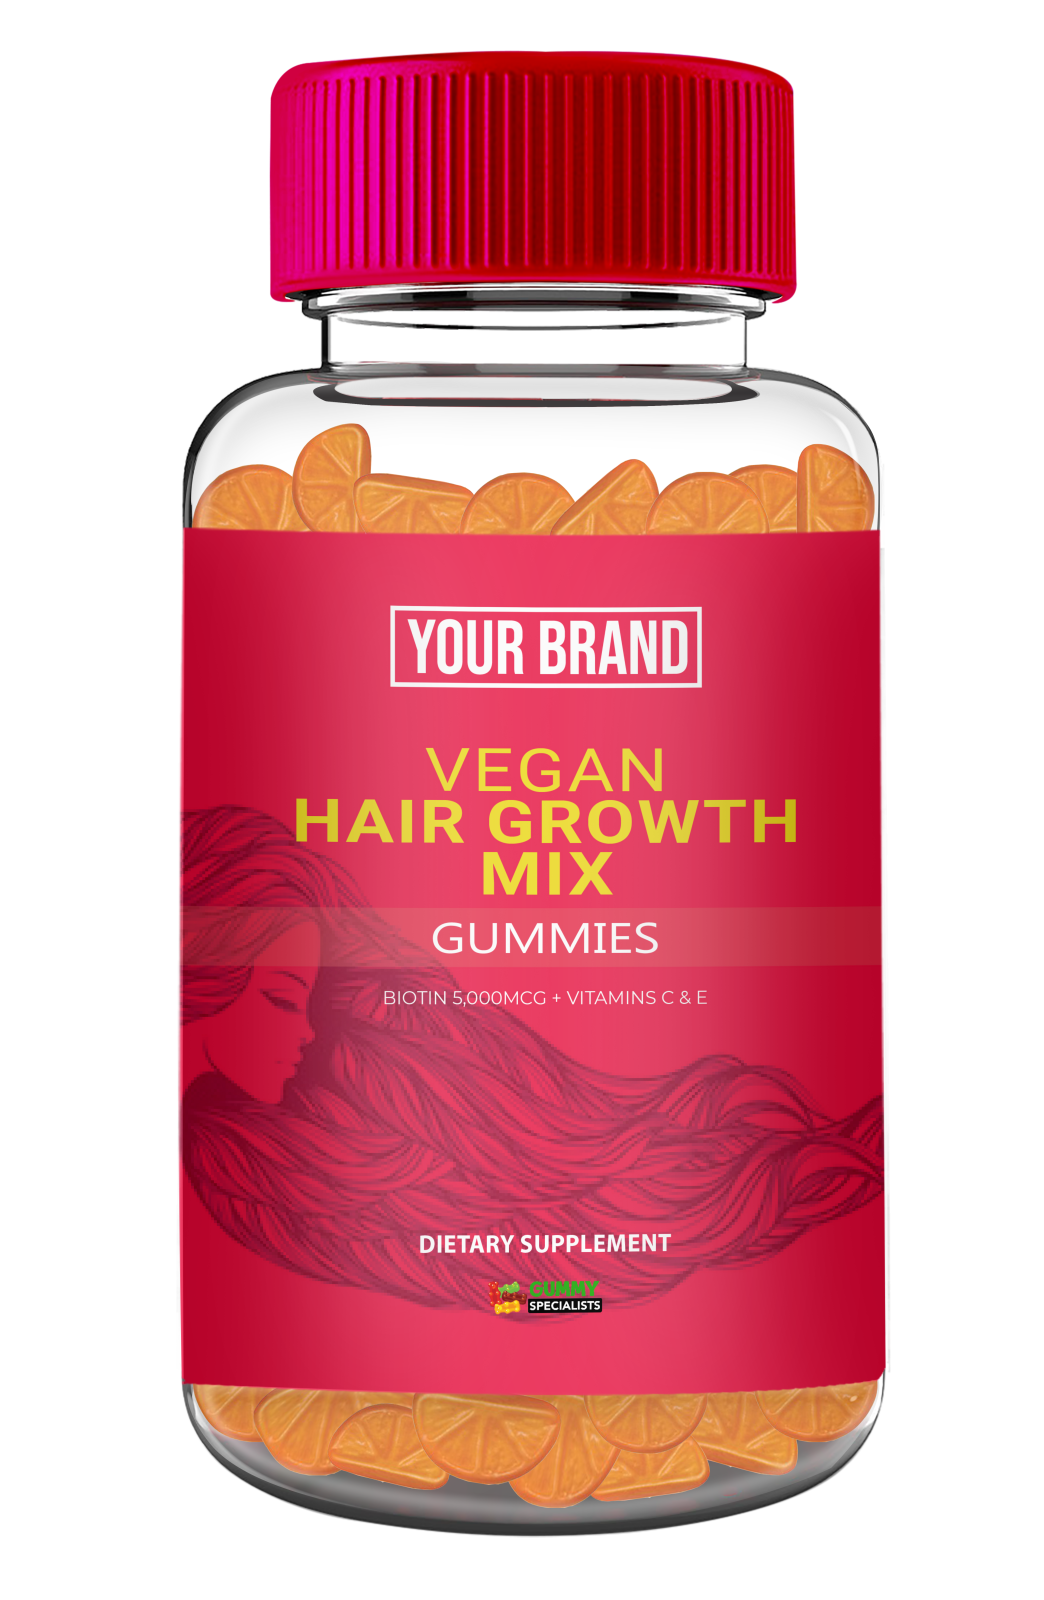 YOUR BRAND
VEGAN
HAIR GROWTH
MIX
GUMMIES
BIOTIN 5,000MCG + VITAMINS C & E
DIETARY SUPPLEMENT
GUMMY
SPECIALISTS